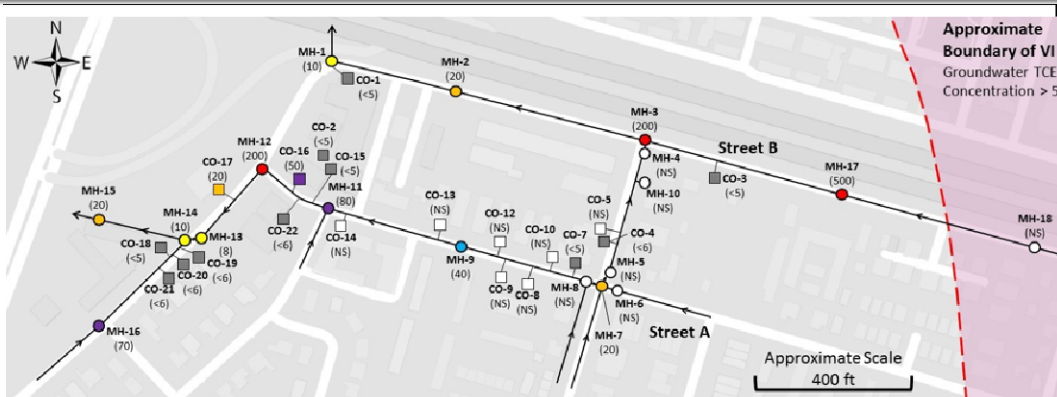 N
W E
S
Approximate
Boundary of VI
Groundwater TCE
Concentration > 5
MH-1
(10)
CO-1
(<5)
MH-2
(20)
MH-3
(200)
Street B
MH-4
(NS)
MH-10
(NS)
CO-3
(<5)
MH-17
(500)
MH-18
(NS)
CO-2
(<5)
MH-12
(200)
CO-16
(50)
CO-15
(<5)
CO-17
(20)
MH-11
(80)
MH-15
(20)
MH-14
(10)
CO-22
(<6)
CO-14
(NS)
CO-13
(NS)
CO-12
(NS)
CO-5
(NS)
CO-10
(NS)
CO-7
(<5)
CO-4
(<6)
MH-13
(8)
CO-18
(<5)
CO-19
(<6)
CO-20
(<6)
CO-21
(<6)
MH-9
(40)
CO-9
(NS)
CO-8
(NS)
MH-8
(NS)
MH-5
(NS)
MH-6
(NS)
MH-7
(20)
MH-16
(70)
Street A
Approximate Scale
400 ft